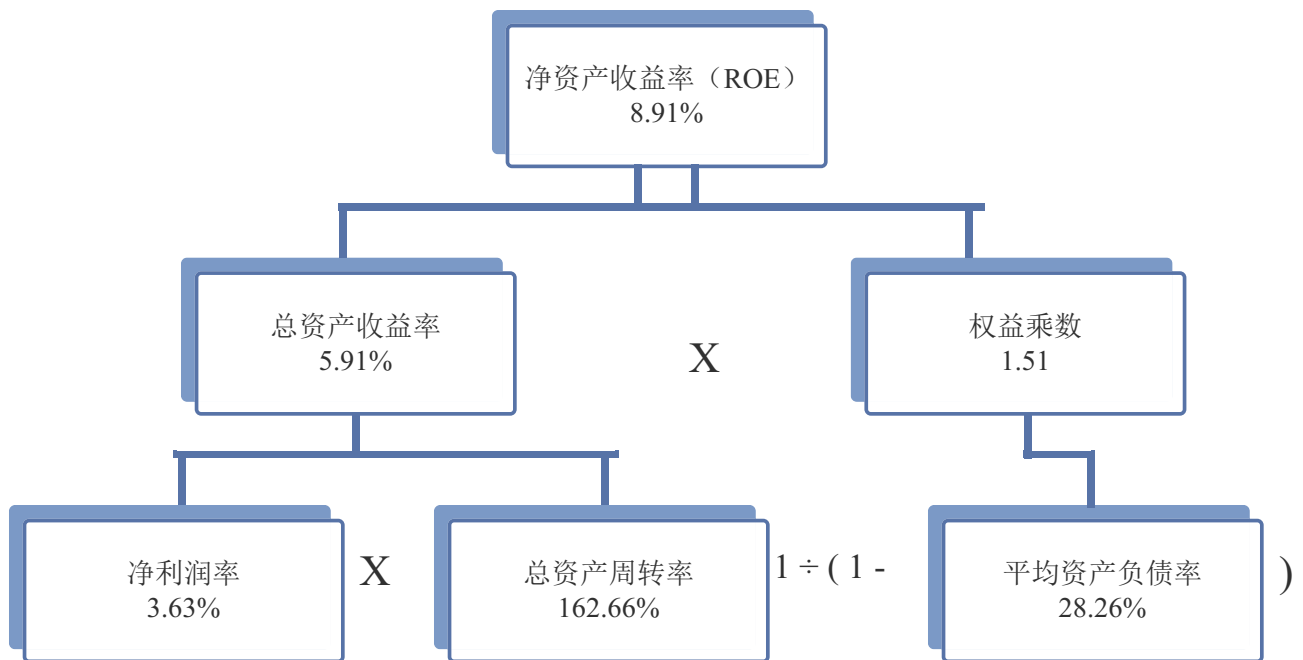 净资产收益率（ROE）
8.91%
总资产收益率
5.91%
X
权益乘数
1.51
净利润率
3.63%
X
总资产周转率
162.66%
1 ÷ ( 1 -
平均资产负债率
28.26%
)